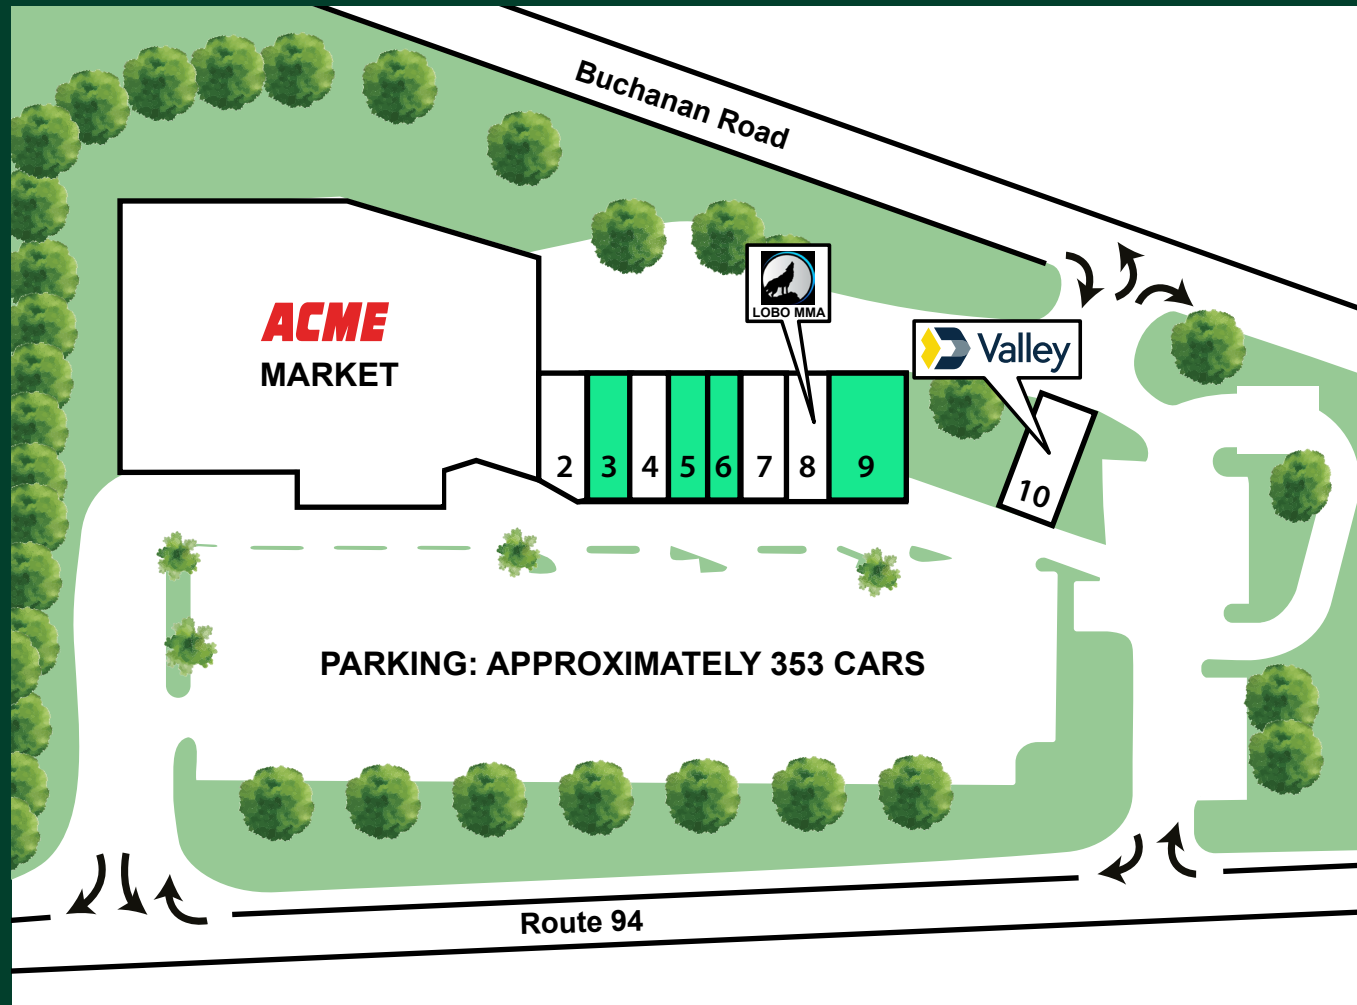 Buchanan Road
LOBO MMA
Valley
ACME
MARKET
2 3 4 5 6 7 8 9
10
PARKING: APPROXIMATELY 353 CARS
Route 94